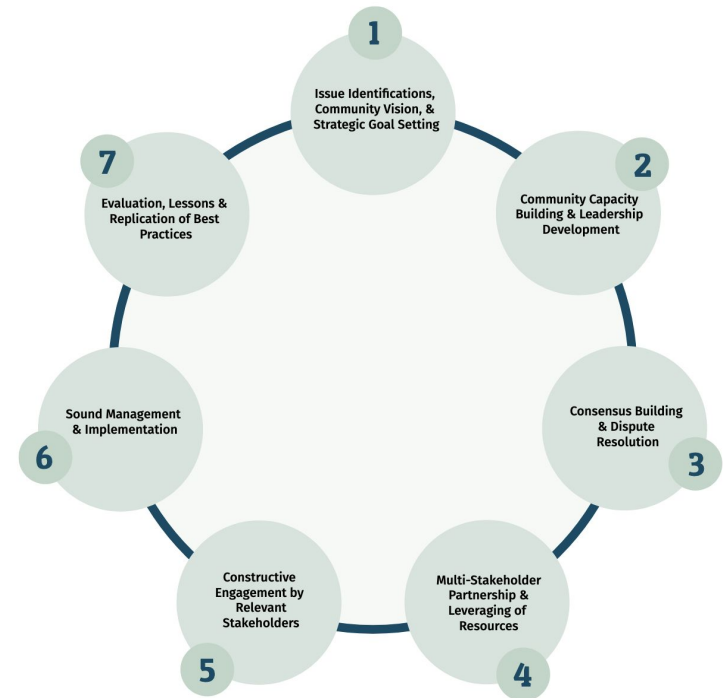 1
Issue Identifications,
Community Vision, &
Strategic Goal Setting
2
Community Capacity
Building & Leadership
Development
3
Consensus Building
& Dispute
Resolution
4
Multi-Stakeholder
Partnership &
Leveraging of
Resources
5
Constructive
Engagement by
Relevant
Stakeholders
6
Sound Management
& Implementation
7
Evaluation, Lessons &
Replication of Best
Practices